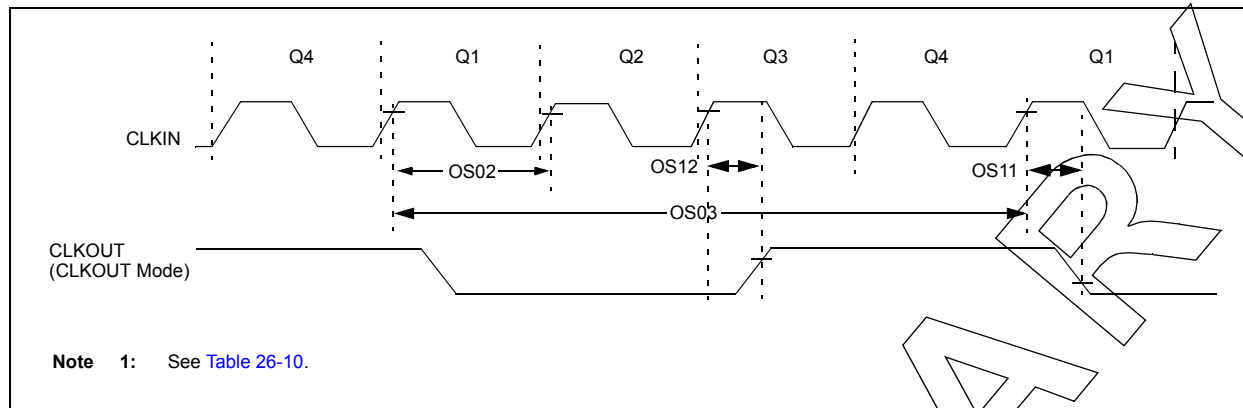 Q4 Q1 Q2 Q3 Q4 Q1
CLKIN
OS02
OS12
OS11
OS03
CLKOUT
(CLKOUT Mode)
Note 1: See Table 26-10.